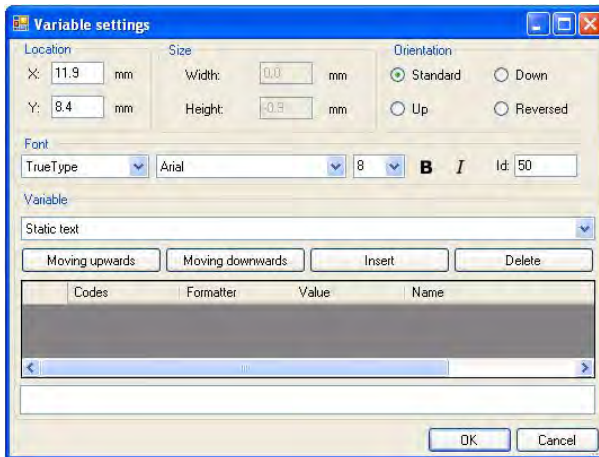 Variable settings
Location
Size
Orientation
X: 11.9 mm
Width: 0.0 mm
Standard
Down
Y: 8.4 mm
Height: -0.9 mm
Up
Reversed
Font
TrueType
Arial
8
B
I
Id: 50
Variable
Static text
Moving upwards
Moving downwards
Insert
Delete
Codes
Formatter
Value
Name
OK
Cancel